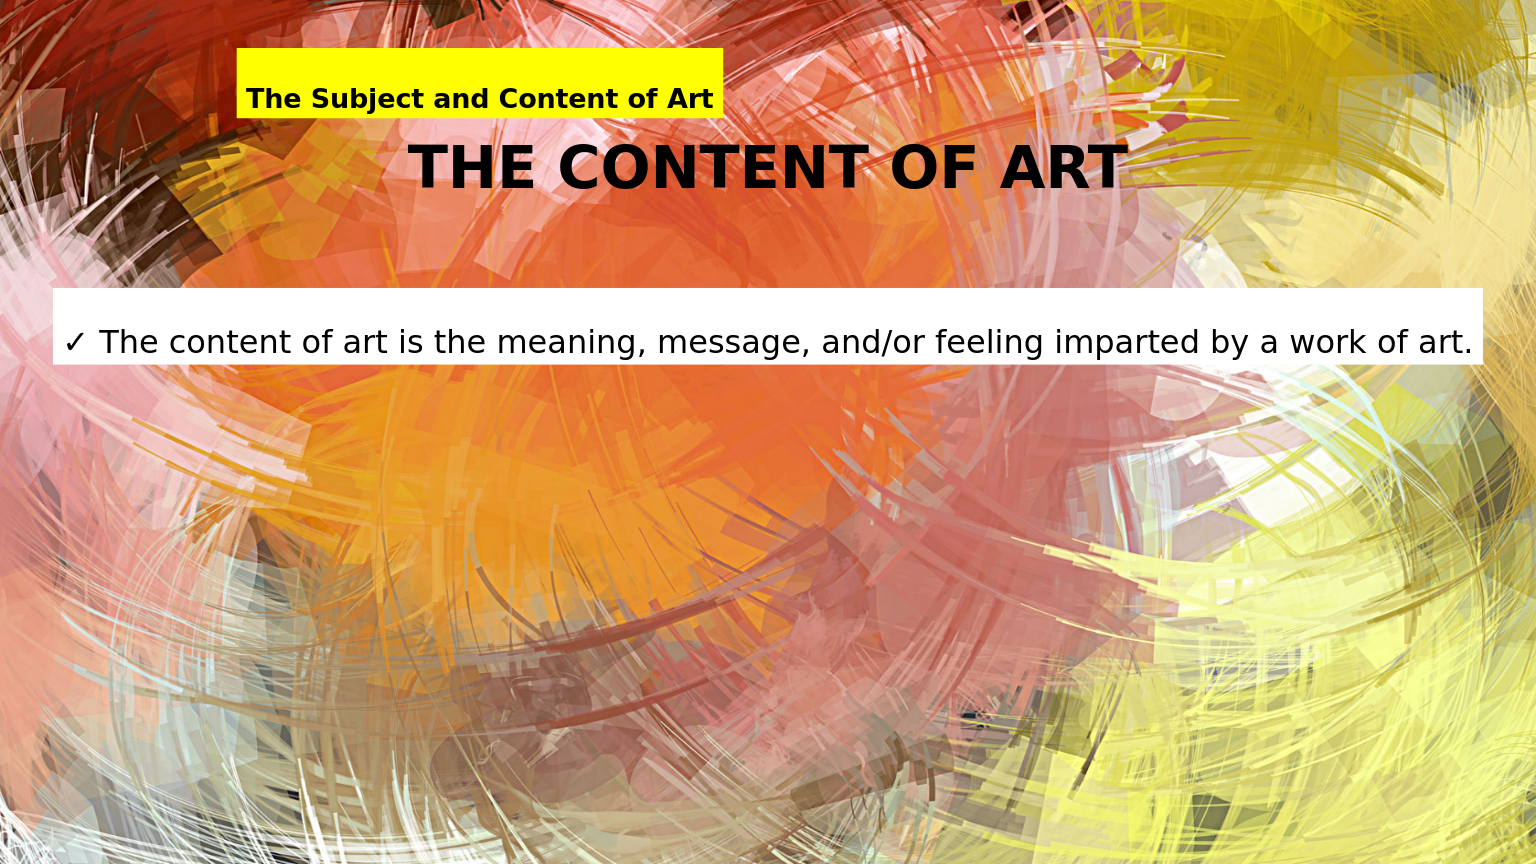 The Subject and Content of Art
THE CONTENT OF ART
✓ The content of art is the meaning, message, and/or feeling imparted by a work of art.